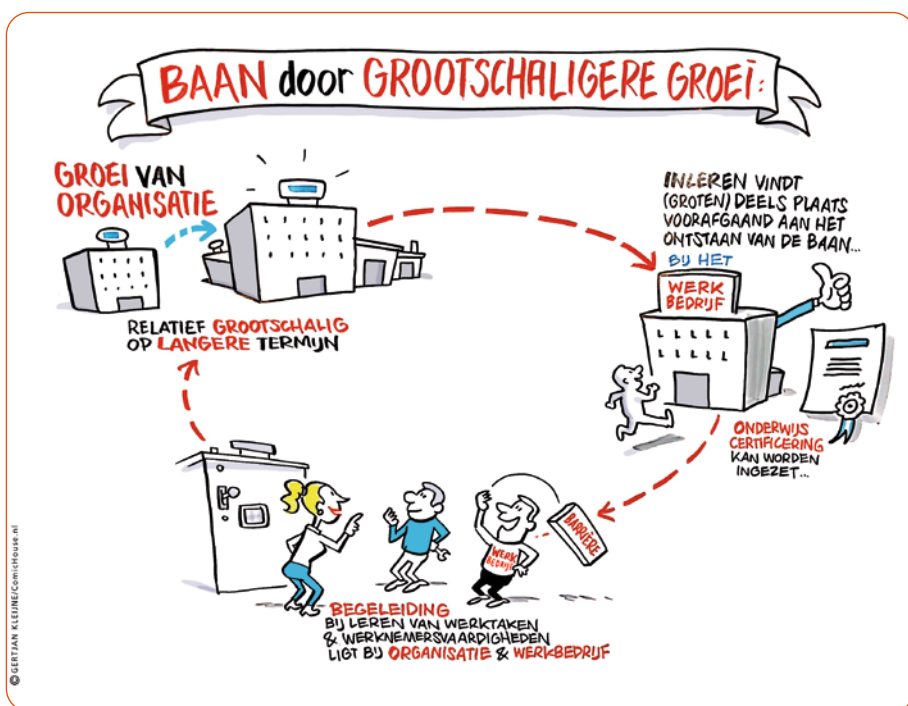 BAAN door GROOTSCHALIGERE GROEI:
GROEI VAN
ORGANISATIE
RELATIEF GROOTSCHALIG
OP LANGERE TERMIJN
INLEREN VINDT
(GROTEN) DEELS PLAATS
VOORAFGAAND AAN HET
ONTSTAAN VAN DE BAAN...
BIJ HET
WERK
BEDRIJF
ONDERWIJS
CERTIFICERING
KAN WORDEN
INGEZET...
BARRIÈRE
WERK
BEDRIJF
BEGELEIDING
BIJ LEREN VAN WERKTAKEN
& WERKNEMERSVAARDIGHEDEN
LIGT BIJ ORGANISATIE & WERKBEDRIJF
© GERTJAN KLEIJNE/ComicHouse.nl